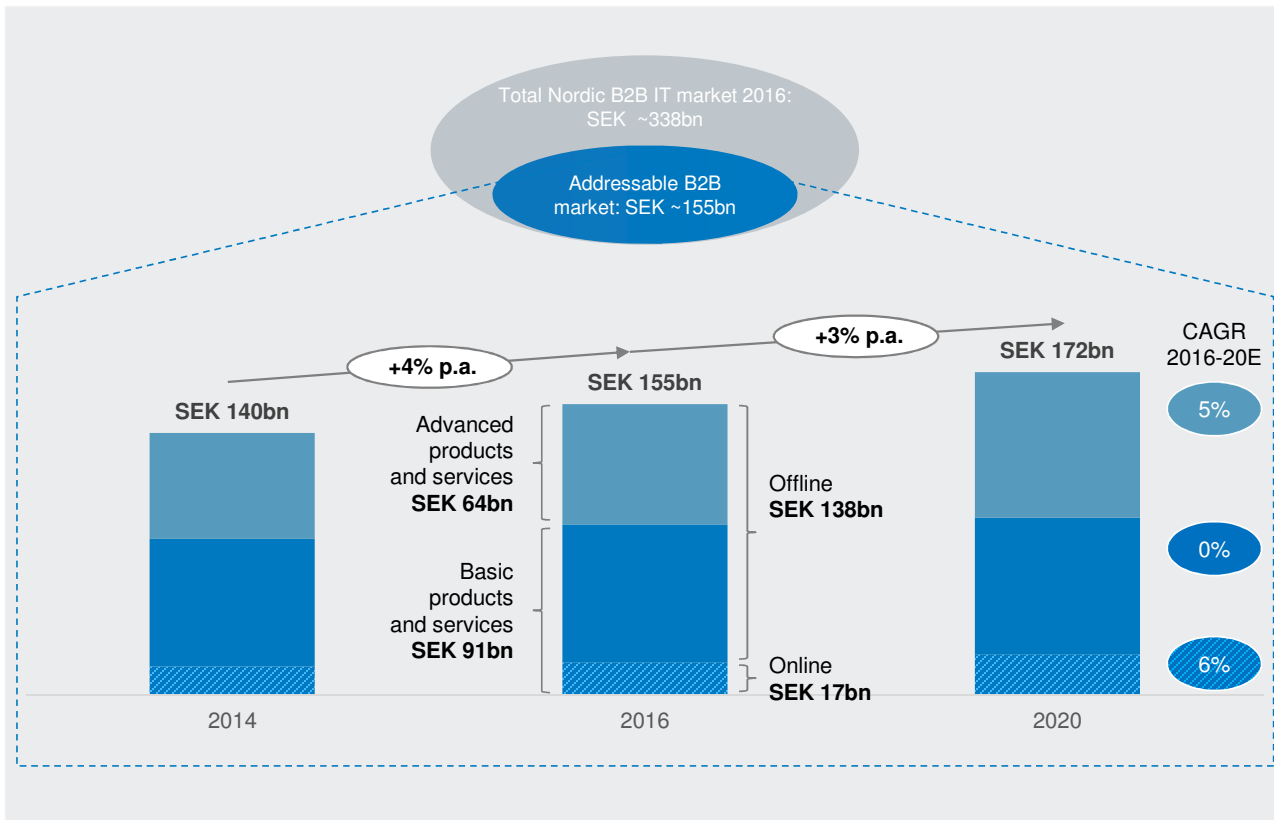 Total Nordic B2B IT market 2016:
SEK ~338bn
Addressable B2B
market: SEK ~155bn
+4% p.a.
+3% p.a.
CAGR
2016-20E
SEK 140bn
SEK 155bn
SEK 172bn
5%
Advanced
products
and services
SEK 64bn
Offline
SEK 138bn
0%
Basic
products
and services
SEK 91bn
Online
SEK 17bn
6%
2014
2016
2020